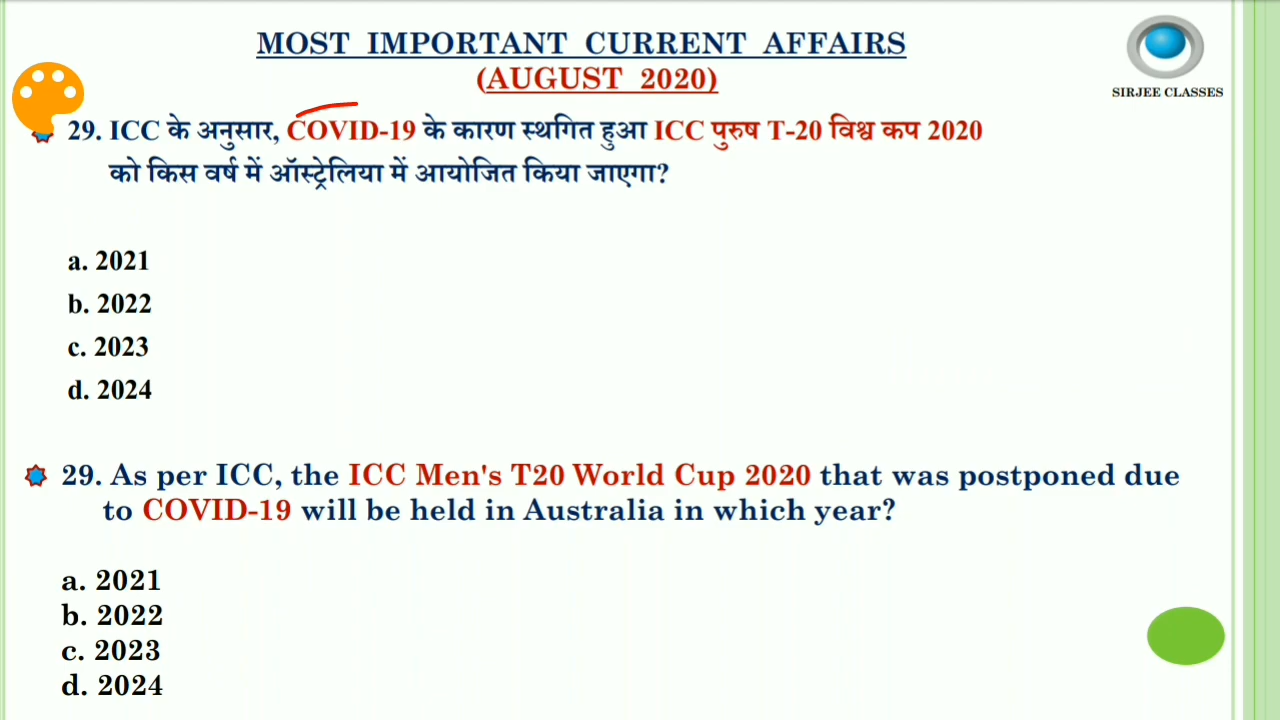 MOST IMPORTANT CURRENT AFFAIRS
(AUGUST 2020)
SIRJEE CLASSES
29. ICC के अनुसार, COVID-19 के कारण स्थगित हुआ ICC पुरुष T-20 विश्व कप 2020
को किस वर्ष में ऑस्ट्रेलिया में आयोजित किया जाएगा?
a. 2021
b. 2022
c. 2023
d. 2024
29. As per ICC, the ICC Men's T20 World Cup 2020 that was postponed due
to COVID-19 will be held in Australia in which year?
a. 2021
b. 2022
c. 2023
d. 2024